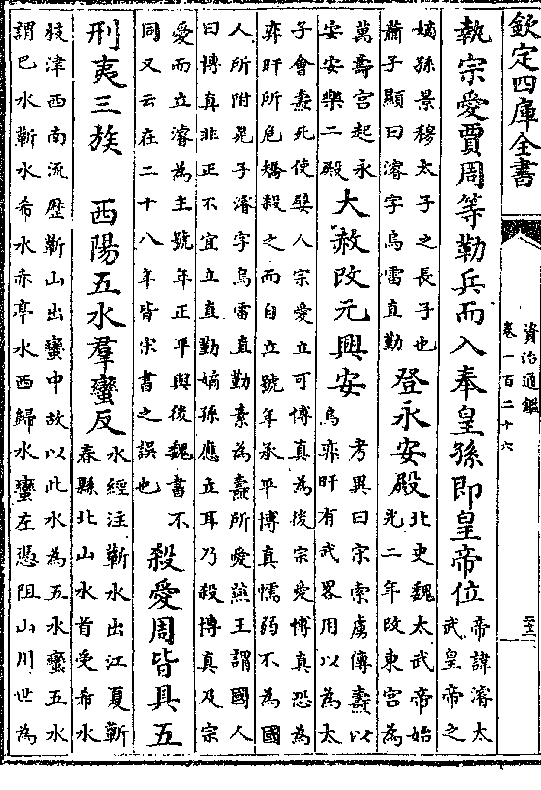 欽定四庫全書
資治通鑑
卷一百二十六
執宗愛賈周等勒兵而入奉皇孫即皇帝位
帝諱濬太
武皇帝之
嫡孫景穆太子之長子也
蕭子顯曰濬字烏雷直勤
登永安殿
北史魏太武帝始
光二年改東宮為
萬壽宮起永
安安樂二殿
大赦改元興安
考異曰宋索虜傳燾以
烏弈肝有武畧用以為太
子會燾死使嬖人宗愛立可博真為後宗愛博真恐為
弈肝所危矯殺之而自立號年承平博真懦弱不為國
人所附晃子濬字烏雷直勤素為燾所愛燕王謂國人
曰博真非正不宜立直勤嫡孫應立耳乃殺博真及宗
愛而立濬為主號年正平與後魏書不
同又云在二十八年皆宋書之誤也
殺愛周皆具五
刑夷三族　西陽五水羣蠻反
水經注蘄水出江夏蘄
春縣北山水首受希水
枝津西南流歷蘄山出蠻中故以此水為五水蠻五水
謂巴水蘄水希水赤亭水西歸水蠻左憑阻山川世為